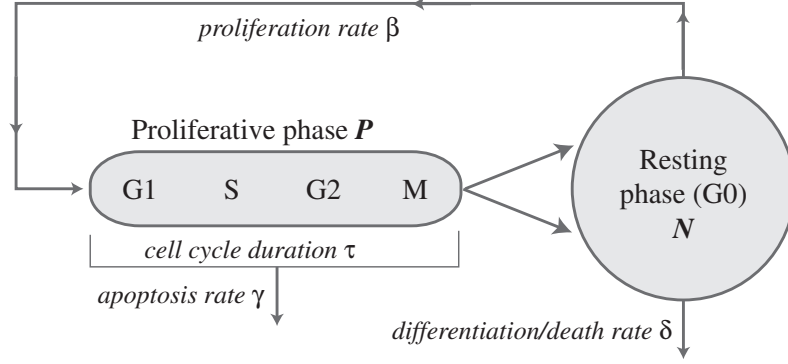 proliferation rate β
Proliferative phase P
G1 S G2 M
Resting
phase (G0)
N
cell cycle duration τ
apoptosis rate γ
differentiation/death rate δ